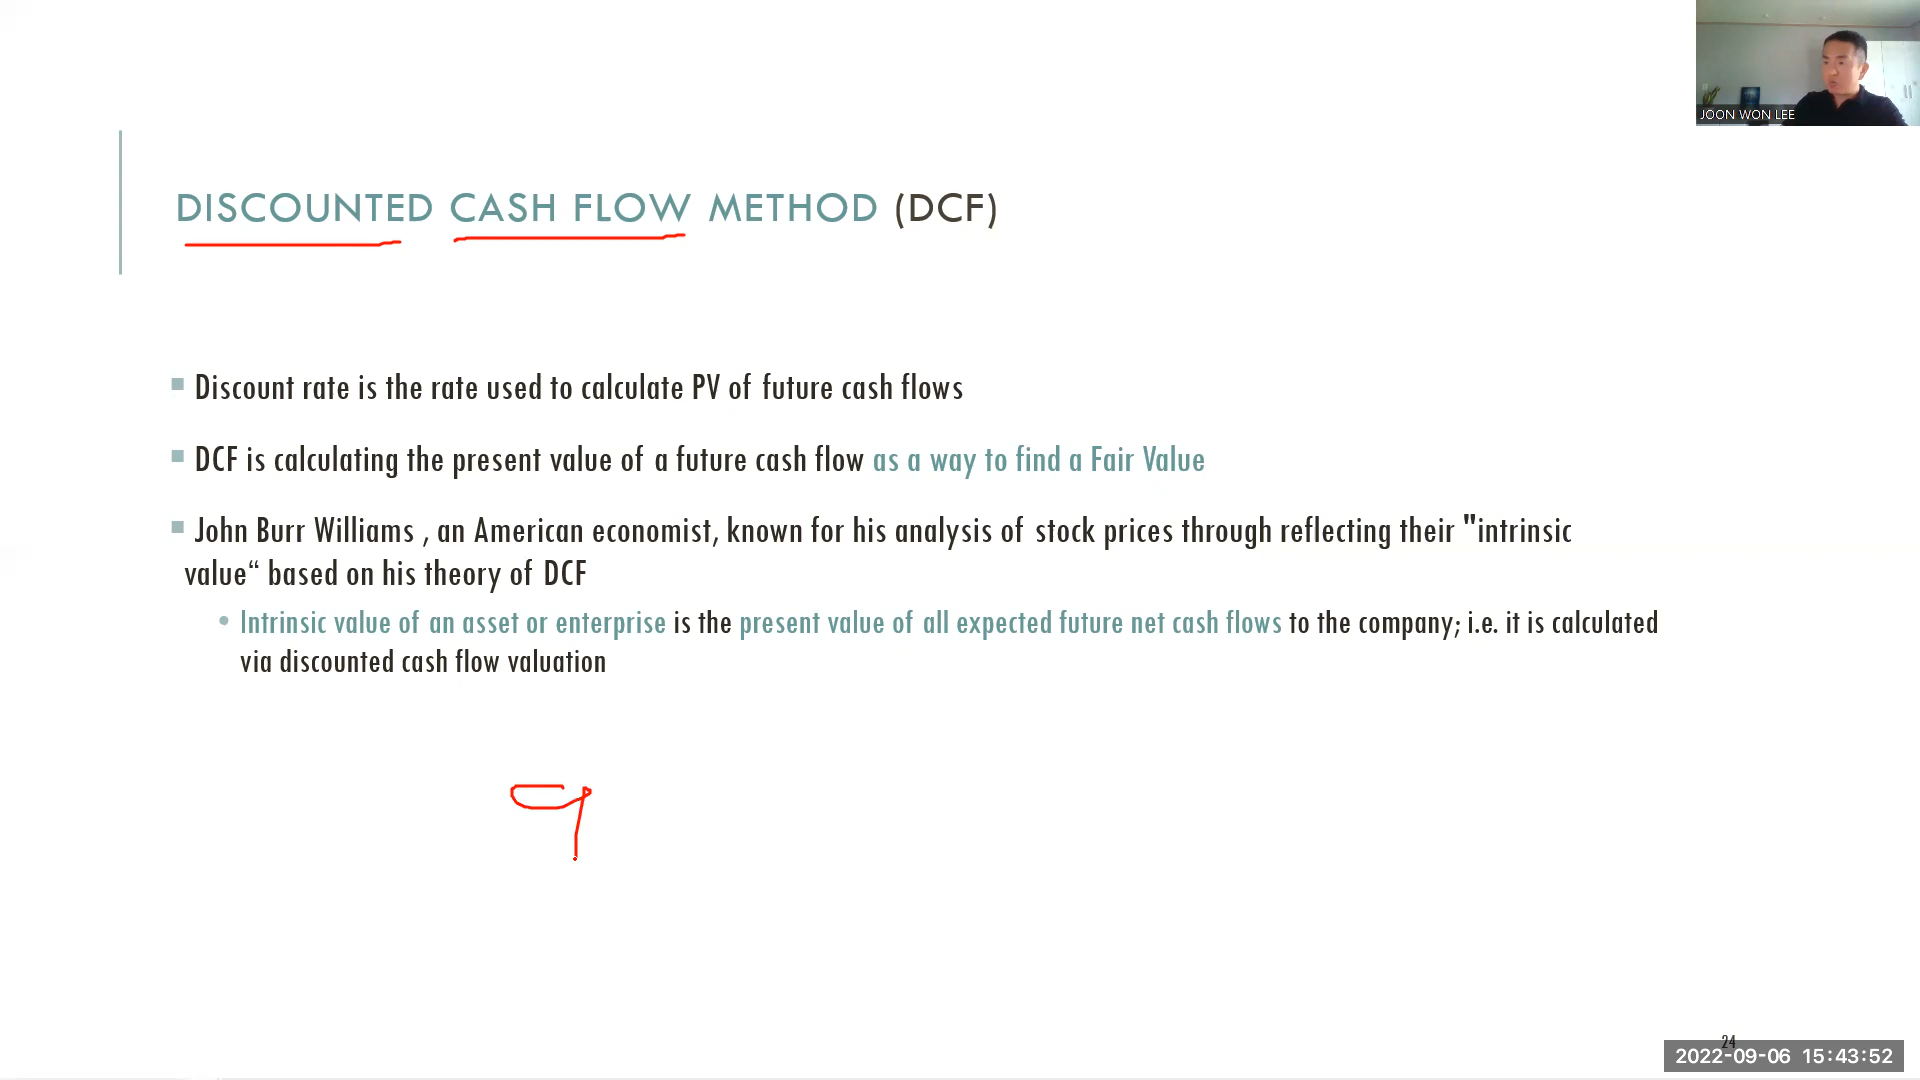 JOON WON LEE
DISCOUNTED CASH FLOW METHOD (DCF)
Discount rate is the rate used to calculate PV of future cash flows
DCF is calculating the present value of a future cash flow as a way to find a Fair Value
John Burr Williams , an American economist, known for his analysis of stock prices through reflecting their "intrinsic
value“ based on his theory of DCF
Intrinsic value of an asset or enterprise is the present value of all expected future net cash flows to the company; i.e. it is calculated
via discounted cash flow valuation
24
2022-09-06 15:43:52